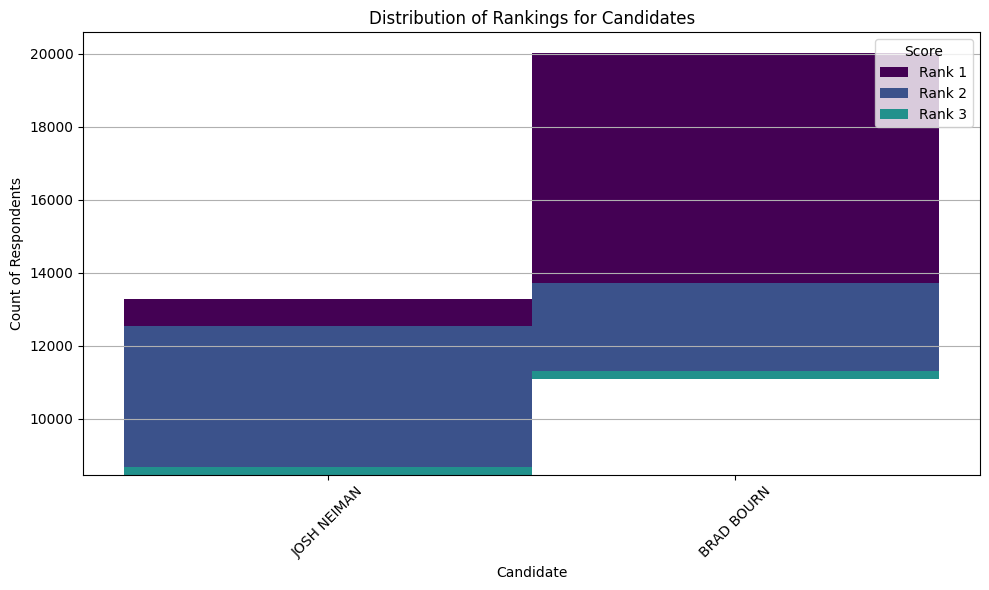 Distribution of Rankings for Candidates
Score
Rank 1
Rank 2
Rank 3
Count of Respondents
20000
18000
16000
14000
12000
10000
JOSH NEIMAN
BRAD BOURN
Candidate